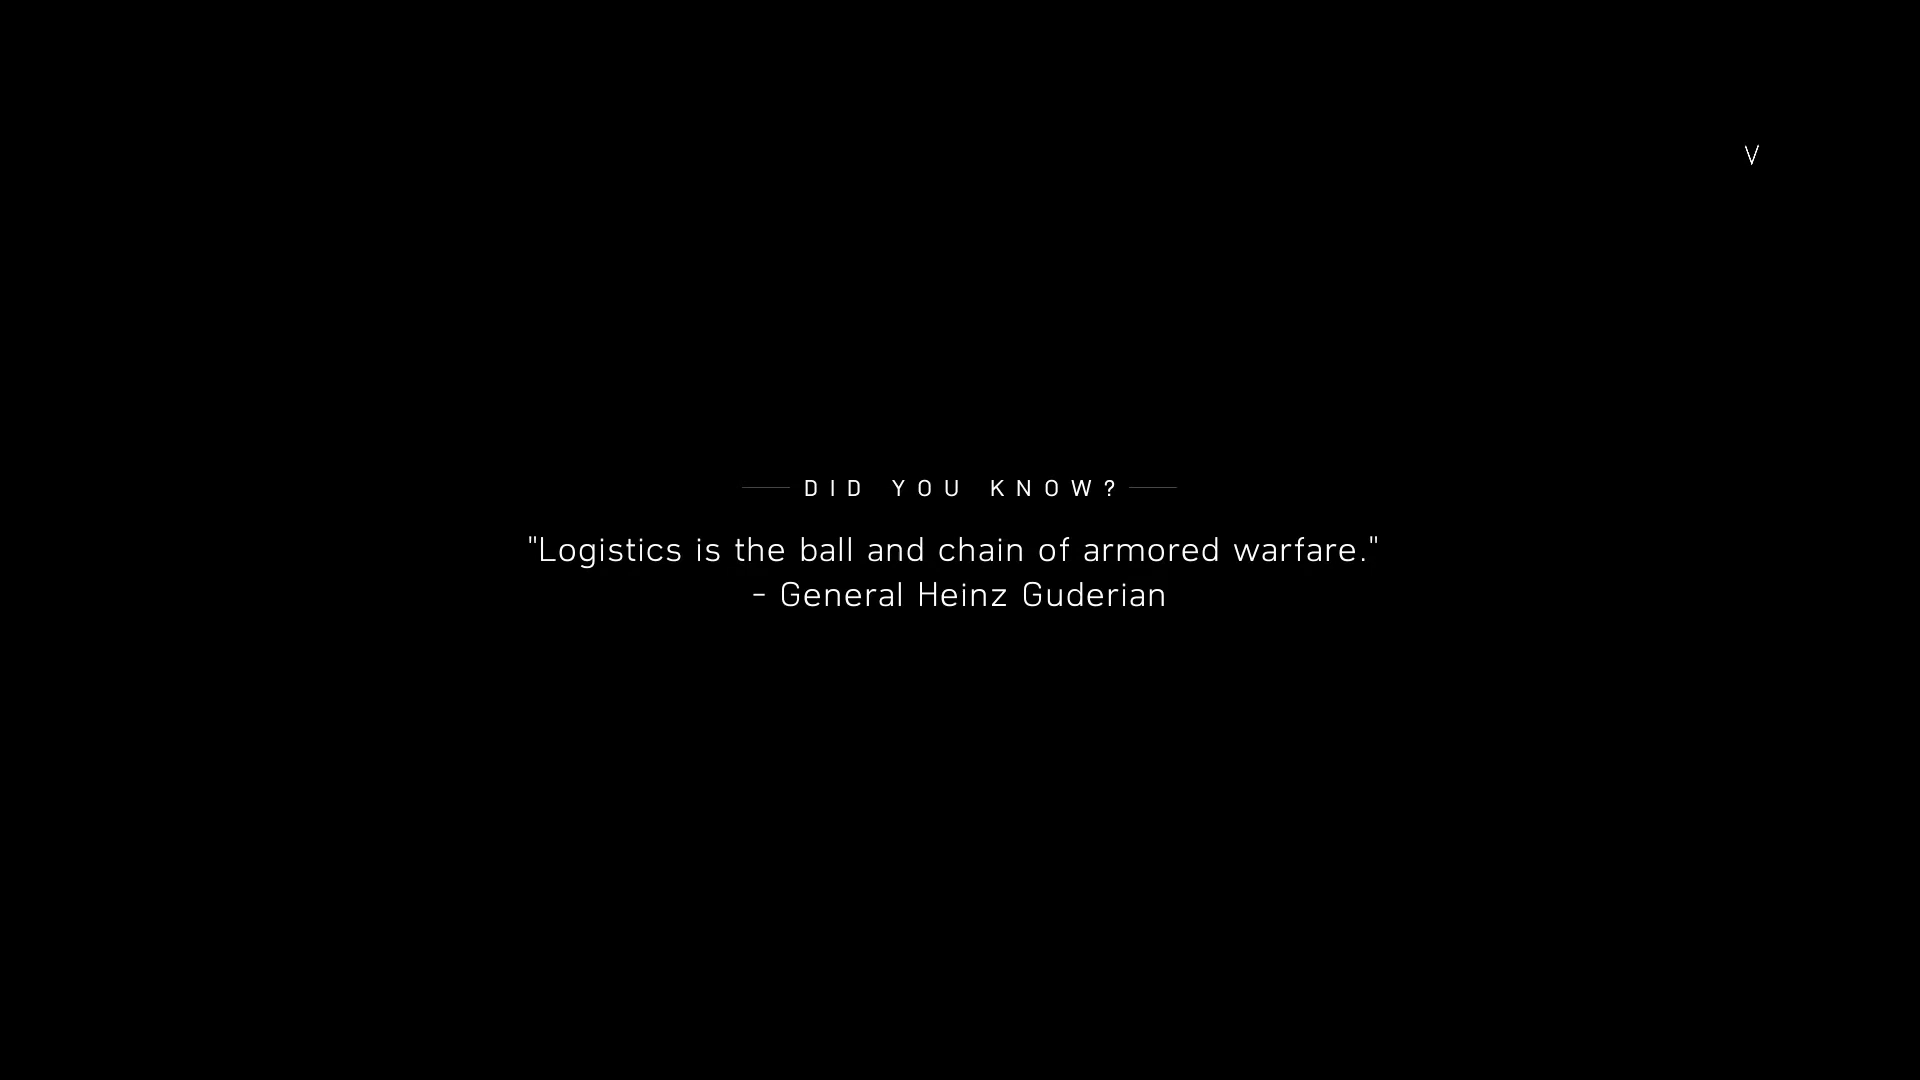 V
DID YOU KNOW?
"Logistics is the ball and chain of armored warfare."
- General Heinz Guderian